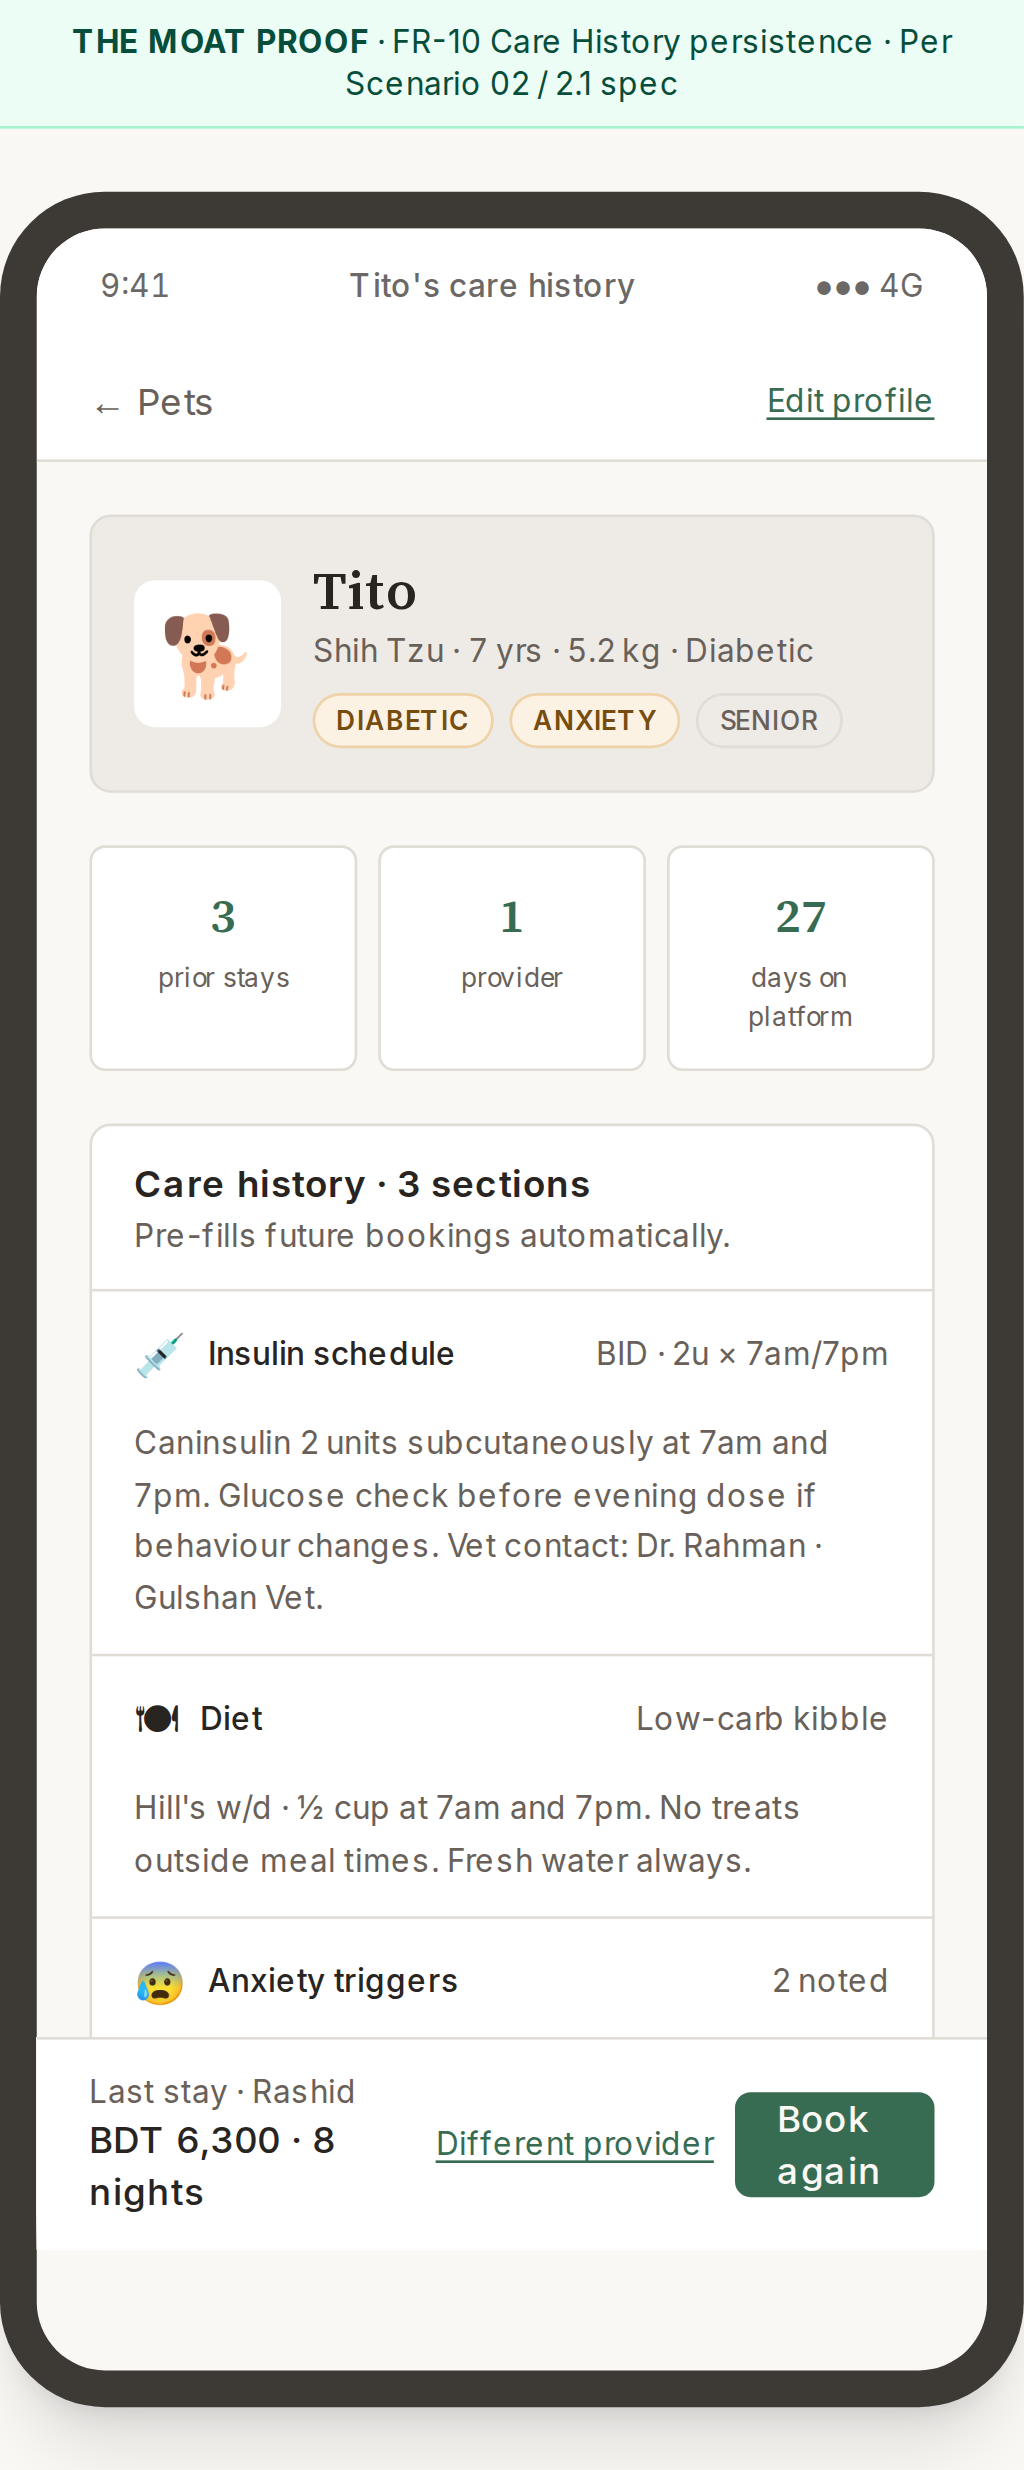 THE MOAT PROOF · FR-10 Care History persistence · Per
Scenario 02 / 2.1 spec
9:41
Tito's care history
●●● 4G
← Pets
Edit profile
Tito
Shih Tzu · 7 yrs · 5.2 kg · Diabetic
DIABETIC
ANXIETY
SENIOR
3
prior stays
1
provider
27
days on
platform
Care history · 3 sections
Pre-fills future bookings automatically.
Insulin schedule
BID · 2u × 7am/7pm
Caninsulin 2 units subcutaneously at 7am and
7pm. Glucose check before evening dose if
behaviour changes. Vet contact: Dr. Rahman ·
Gulshan Vet.
Diet
Low-carb kibble
Hill's w/d · ½ cup at 7am and 7pm. No treats
outside meal times. Fresh water always.
Anxiety triggers
2 noted
Last stay · Rashid
BDT 6,300 · 8
nights
Different provider
Book
again